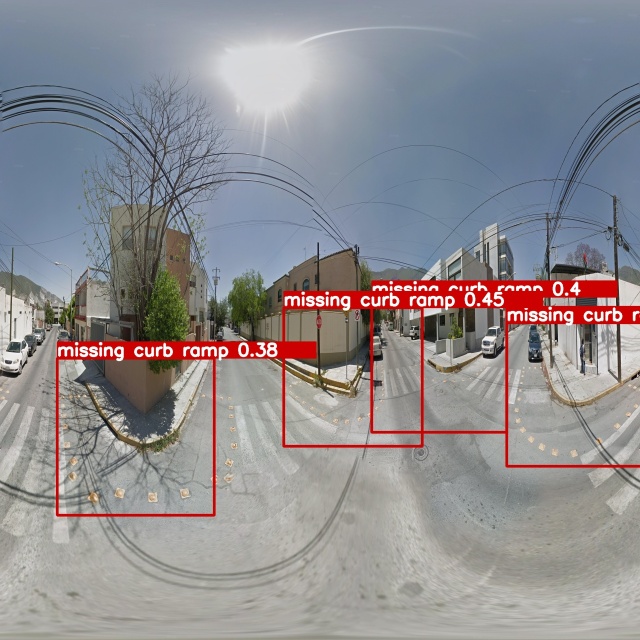 missing curb ramp 0.4
missing curb ramp 0.45
missing curb r
missing curb ramp 0.38